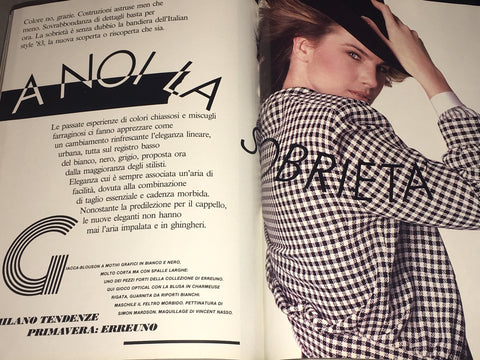 Colore no, grazie. Costruzioni astruse men che
meno. Sovrabbondanza di dettagli basta per
ora. La sobrietà è senza dubbio la bandiera dell'Italian
style '83, la nuova scoperta o riscoperta che sia.
A NOI LA
SOBRIETA
Le passate esperienze di colori chiassosi e miscugli
farraginosi ci fanno apprezzare come
un cambiamento rinfrescante l'eleganza lineare,
urbana, tutta sul registro basso
del bianco, nero, grigio, proposta ora
dalla maggioranza degli stilisti.
Eleganza cui è sempre associata un'aria di
facilità, dovuta alla combinazione
di taglio essenziale e cadenza morbida.
Nonostante la predilezione per il cappello,
le nuove eleganti non hanno
mai l'aria impalata e in ghingheri.
GIACCA-BLOUSON A MOTIVI GRAFICI IN BIANCO E NERO,
MOLTO CORTA MA CON SPALLE LARGHE:
UNO DEI PEZZI FORTI DELLA COLLEZIONE DI ERREUNO.
QUI GIOCO OPTICAL CON LA BLUSA IN CHARMEUSE
RIGATA, GUARNITA DA RIPORTI BIANCHI.
MASCHILE IL FELTRO MORBIDO. PETTINATURA DI
SIMON MARDSON. MAQUILLAGE DI VINCENT NASSO.
MILANO TENDENZE
PRIMAVERA: ERREUNO